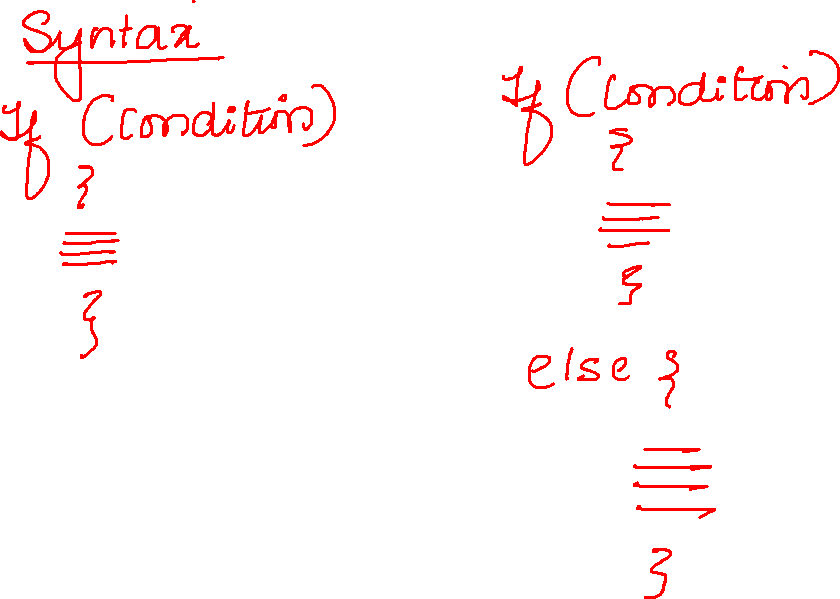 Syntax
If (condition)
{
}
If (condition)
{
}
else {
}